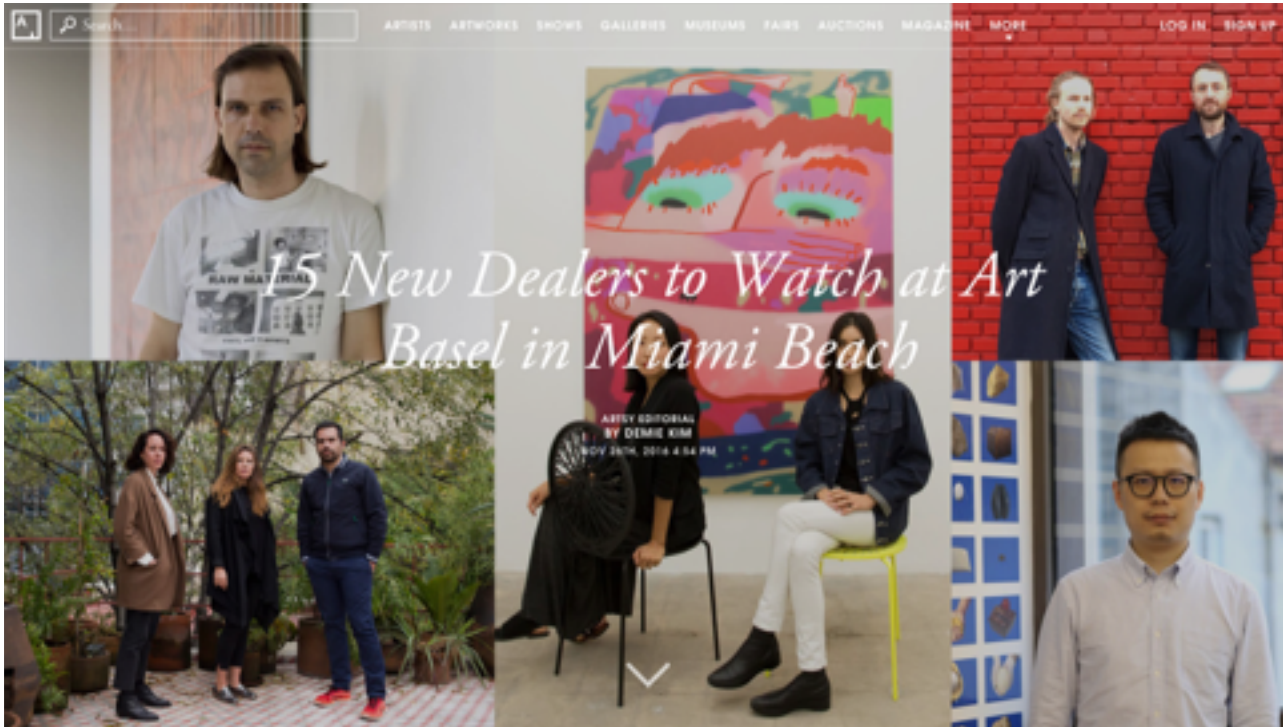 A.
Search...
ARTISTS ARTWORKS SHOWS GALLERIES MUSEUMS FAIRS AUCTIONS MAGAZINE MORE
LOG IN SIGN UP
RAW MATERIAL
15 New Dealers to Watch at Art
Basel in Miami Beach
ARTSY EDITORIAL
BY DEMIE KIM
NOV 26TH, 2016 4:54 PM